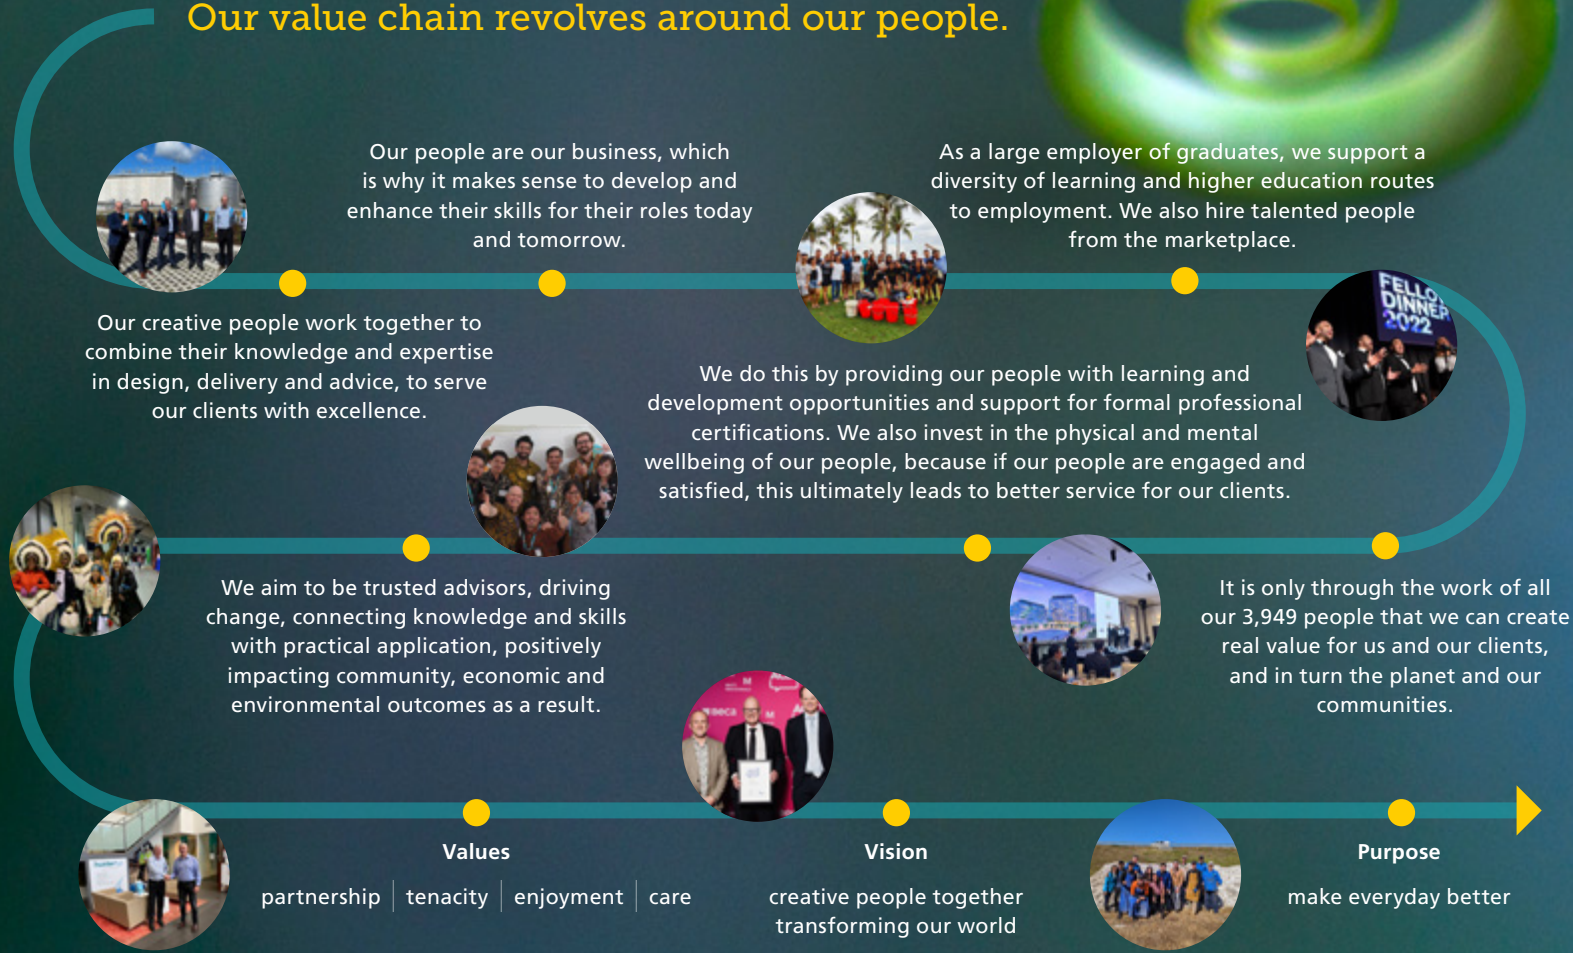 Our value chain revolves around our people.
Our people are our business, which
is why it makes sense to develop and
enhance their skills for their roles today
and tomorrow.
As a large employer of graduates, we support a
diversity of learning and higher education routes
to employment. We also hire talented people
from the marketplace.
Our creative people work together to
combine their knowledge and expertise
in design, delivery and advice, to serve
our clients with excellence.
DINNER
2022
We do this by providing our people with learning and
development opportunities and support for formal professional
certifications. We also invest in the physical and mental
wellbeing of our people, because if our people are engaged and
satisfied, this ultimately leads to better service for our clients.
We aim to be trusted advisors, driving
change, connecting knowledge and skills
with practical application, positively
impacting community, economic and
environmental outcomes as a result.
It is only through the work of all
our 3,949 people that we can create
real value for us and our clients,
and in turn the planet and our
communities.
Values
partnership | tenacity | enjoyment | care
Vision
creative people together
transforming our world
Purpose
make everyday better